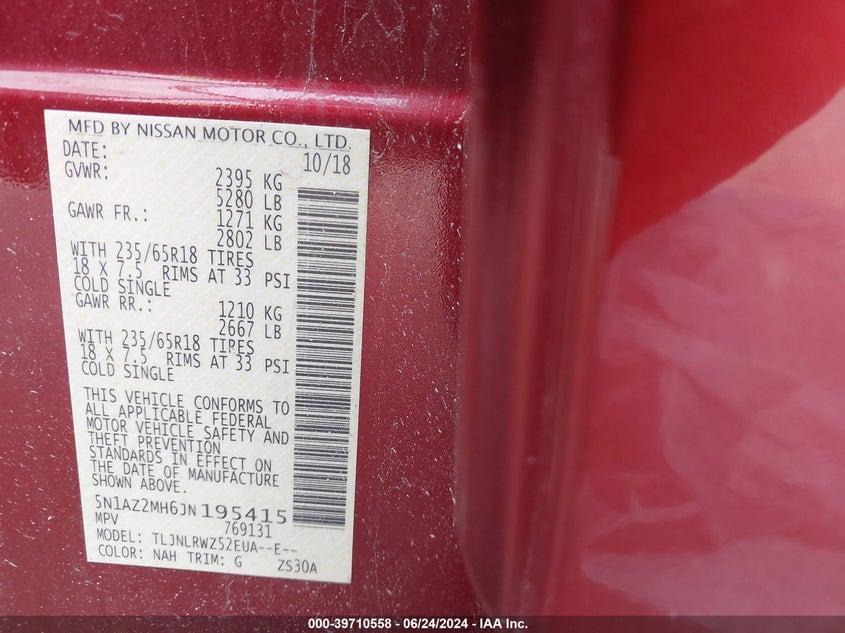 MFD BY NISSAN MOTOR CO., LTD.
DATE: 10/18
GVWR: 2395 KG
5280 LB
GAWR FR.: 1271 KG
2802 LB
WITH 235/65R18 TIRES
18 X 7.5 RIMS AT 33 PSI
COLD SINGLE
GAWR RR.: 1210 KG
2667 LB
WITH 235/65R18 TIRES
18 X 7.5 RIMS AT 33 PSI
COLD SINGLE
THIS VEHICLE CONFORMS TO
ALL APPLICABLE FEDERAL
MOTOR VEHICLE SAFETY AND
THEFT PREVENTION
STANDARDS IN EFFECT ON
THE DATE OF MANUFACTURE
SHOWN ABOVE.
5N1AZ2MH6JN195415
MPV 769131
MODEL: TLJNLRWZ52EUA--E--
COLOR: NAH TRIM: G ZS30A
000-39710558 - 06/24/2024 - IAA Inc.